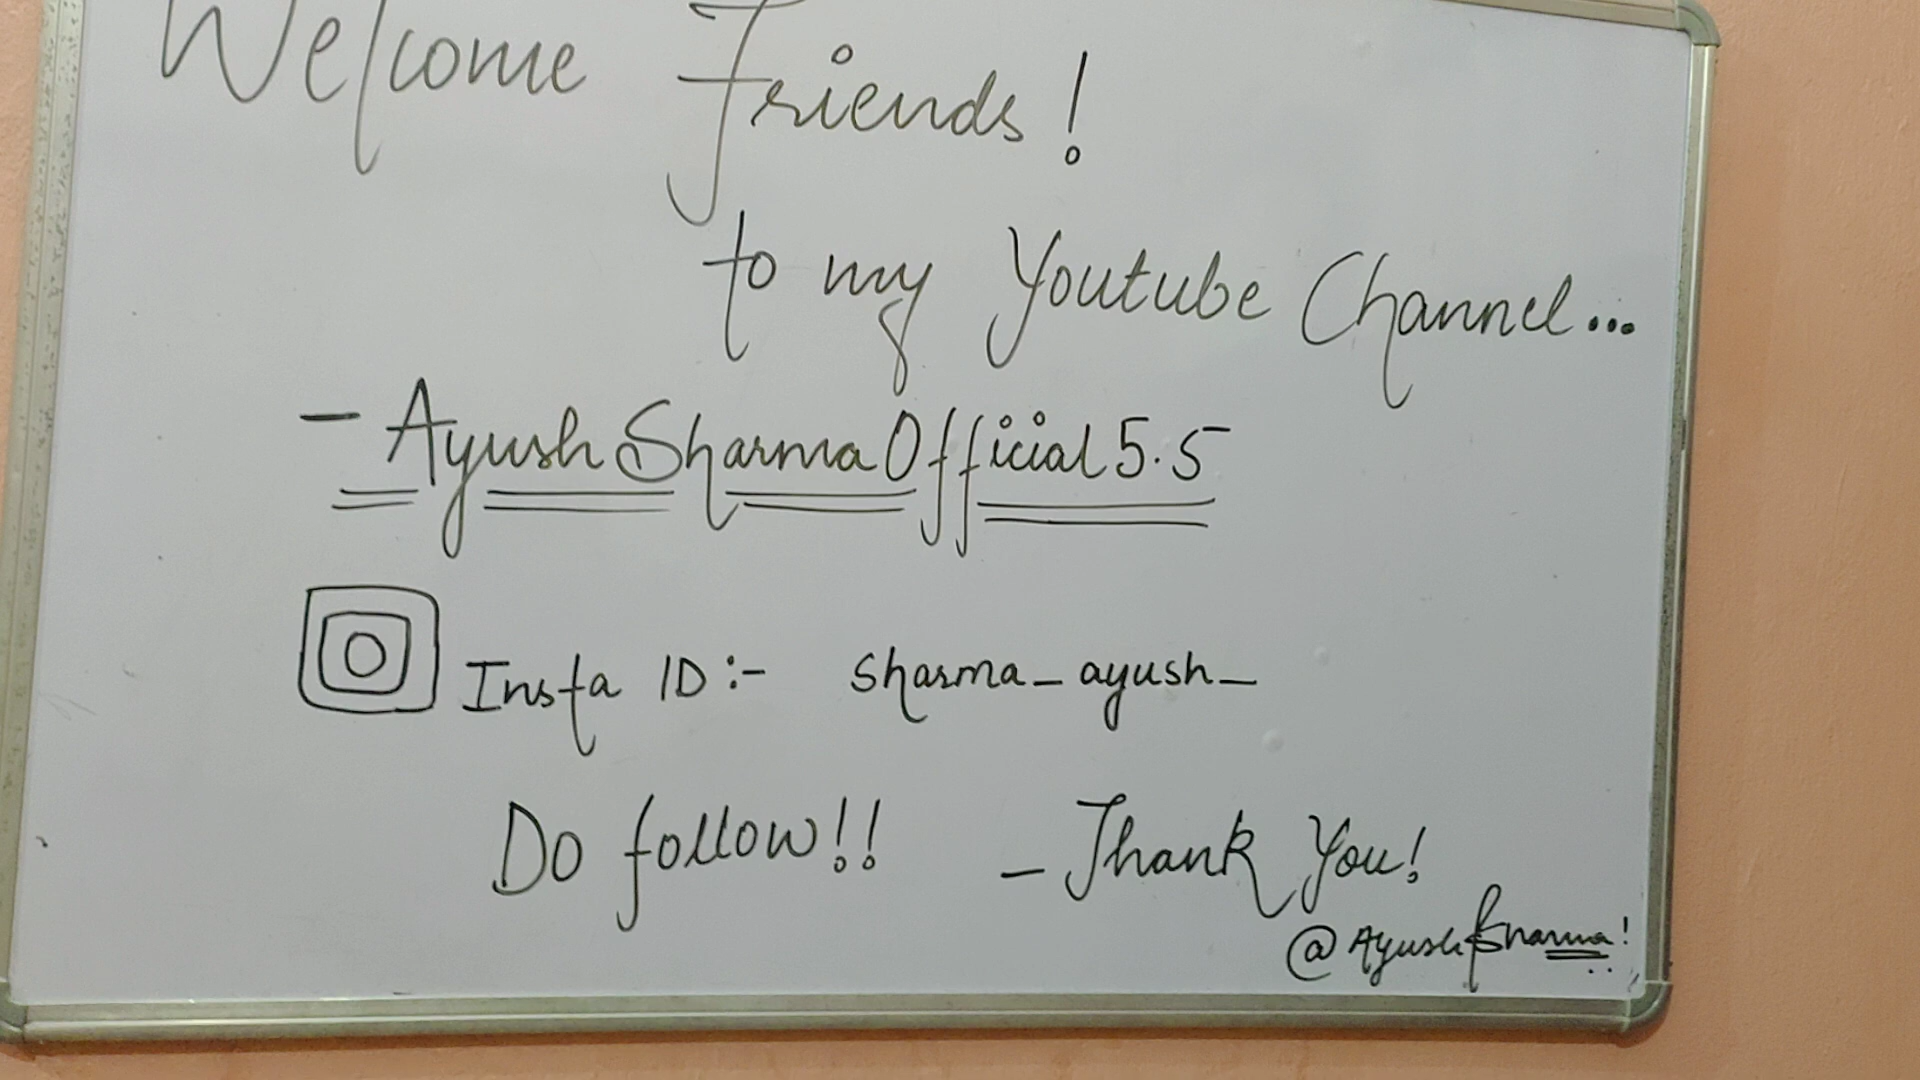 Welcome Friends!
to my Youtube Channel...
- AyushSharmaOfficial5.5
Insta ID:- sharma_ayush_
Do follow!! - Thank You!
@AyushSharma!